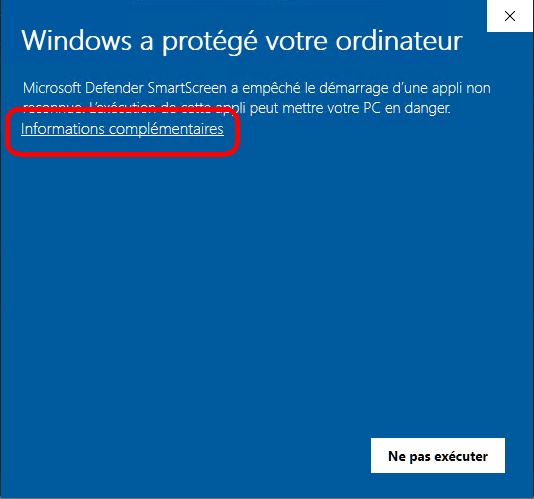 Windows a protégé votre ordinateur
Microsoft Defender SmartScreen a empêché le démarrage d’une appli non
reconnue. L’exécution de cette appli peut mettre votre PC en danger.
Informations complémentaires
Ne pas exécuter